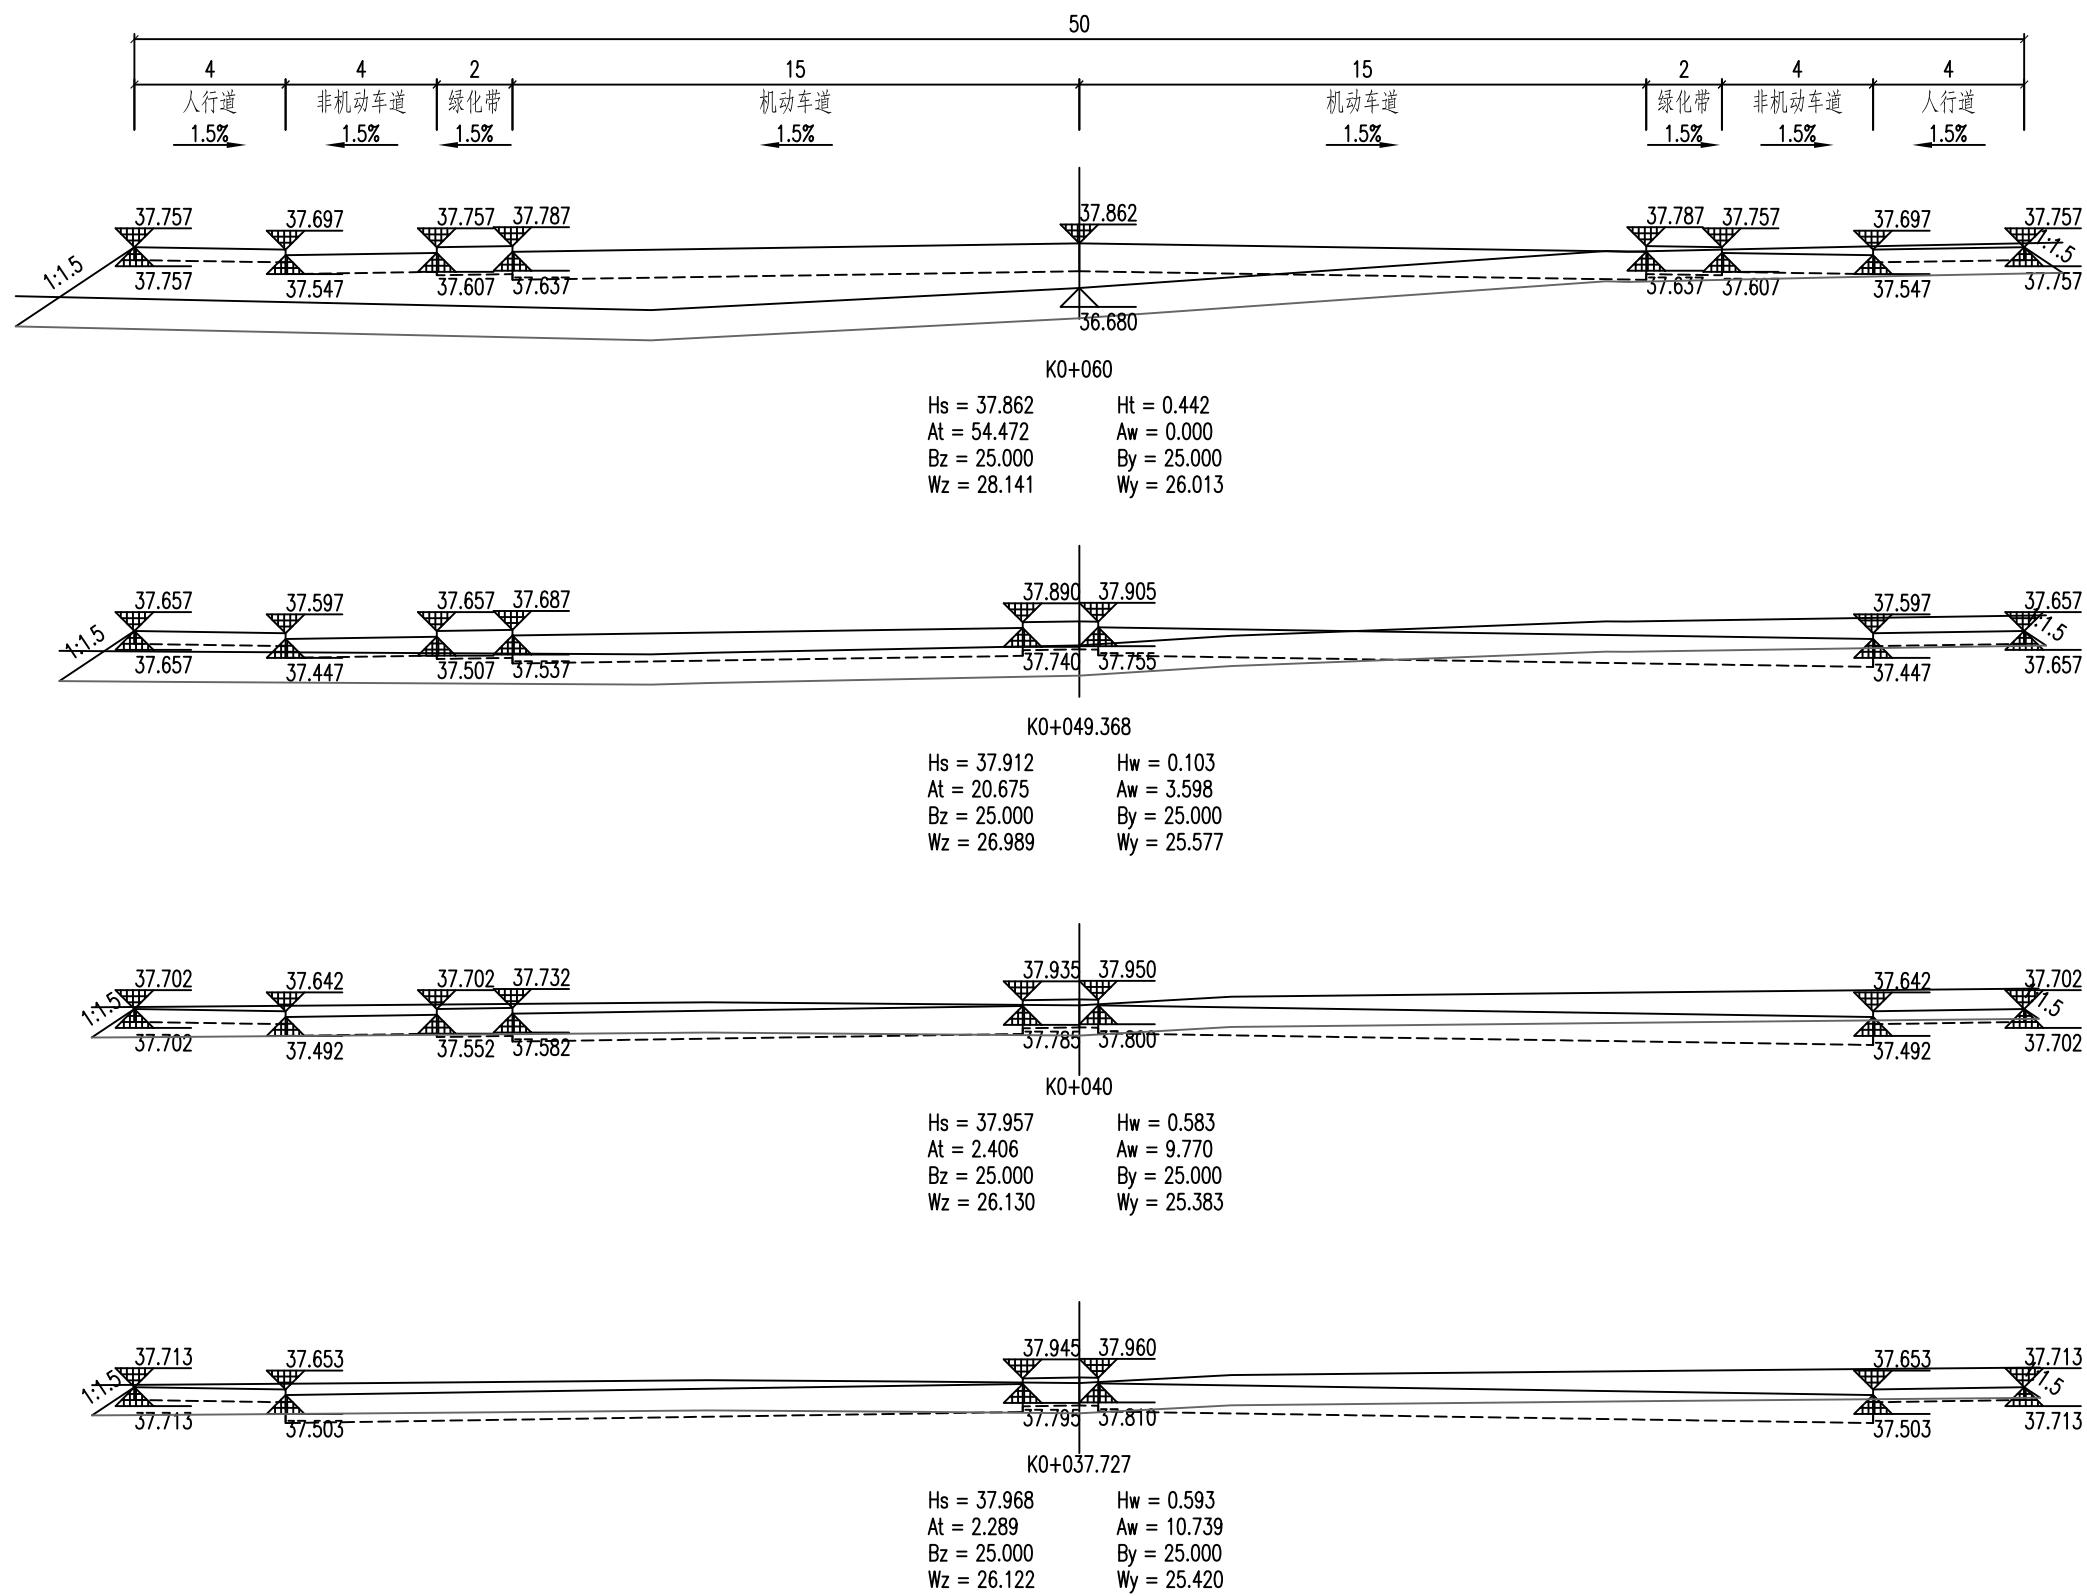 50
4 4 2 15 15 2 4 4
人行道 非机动车道 绿化带 机动车道 机动车道 绿化带 非机动车道 人行道
1.5% 1.5% 1.5% 1.5% 1.5% 1.5% 1.5% 1.5%
37.757 37.697 37.757 37.787 37.862 37.787 37.757 37.697 37.757
1:1.5 1:1.5
37.757 37.547 37.607 37.637 36.680 37.637 37.607 37.547 37.757
K0+060
Hs = 37.862 Ht = 0.442
At = 54.472 Aw = 0.000
Bz = 25.000 By = 25.000
Wz = 28.141 Wy = 26.013
37.657 37.597 37.657 37.687 37.890 37.905 37.597 37.657
1:1.5 1:1.5
37.657 37.447 37.507 37.537 37.740 37.755 37.447 37.657
K0+049.368
Hs = 37.912 Hw = 0.103
At = 20.675 Aw = 3.598
Bz = 25.000 By = 25.000
Wz = 26.989 Wy = 25.577
37.702 37.642 37.702 37.732 37.935 37.950 37.642 37.702
1:1.5 1:1.5
37.702 37.492 37.552 37.582 37.785 37.800 37.492 37.702
K0+040
Hs = 37.957 Hw = 0.583
At = 2.406 Aw = 9.770
Bz = 25.000 By = 25.000
Wz = 26.130 Wy = 25.383
37.713 37.653 37.945 37.960 37.653 37.713
1:1.5 1:1.5
37.713 37.503 37.795 37.810 37.503 37.713
K0+037.727
Hs = 37.968 Hw = 0.593
At = 2.289 Aw = 10.739
Bz = 25.000 By = 25.000
Wz = 26.122 Wy = 25.420